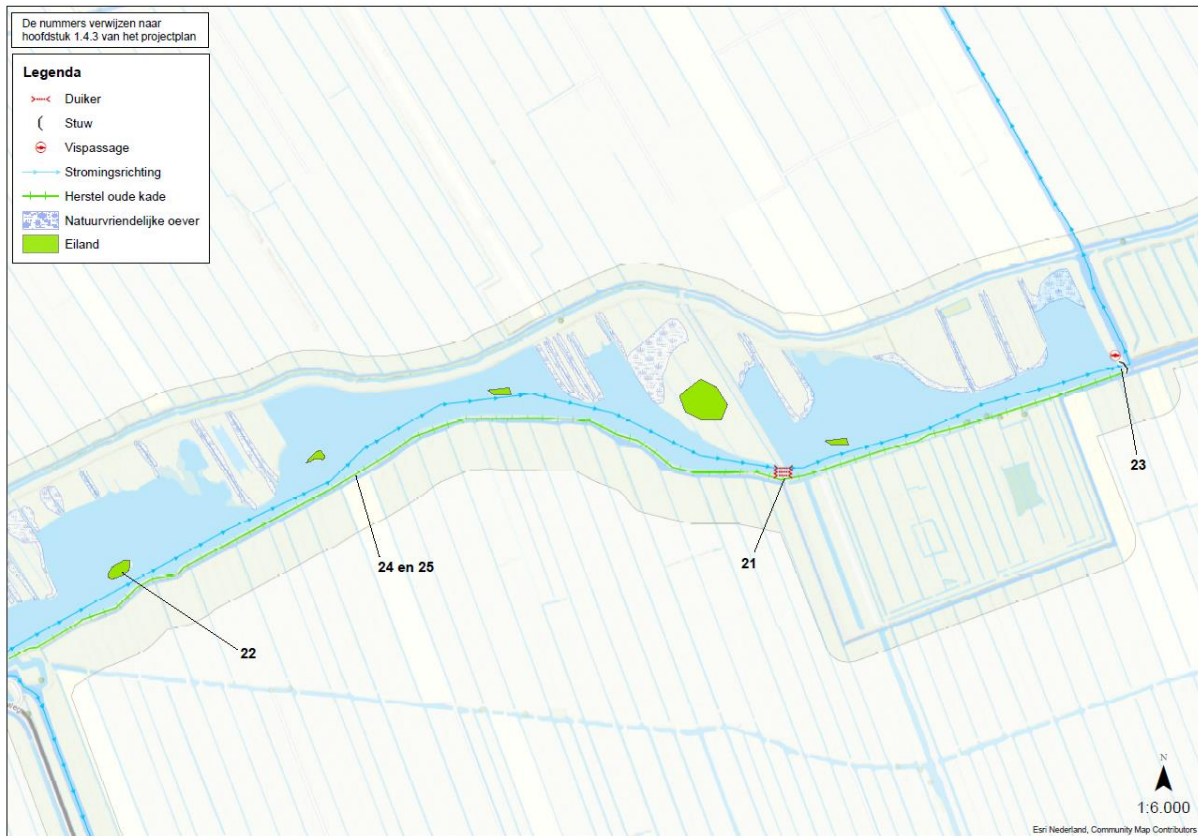 De nummers verwijzen naar
hoofdstuk 1.4.3 van het projectplan
Legenda
Duiker
Stuw
Vispassage
Stromingsrichting
Herstel oude kade
Natuurvriendelijke oever
Eiland
23
21
24 en 25
22
N
1:6.000
Esri Nederland, Community Map Contributors